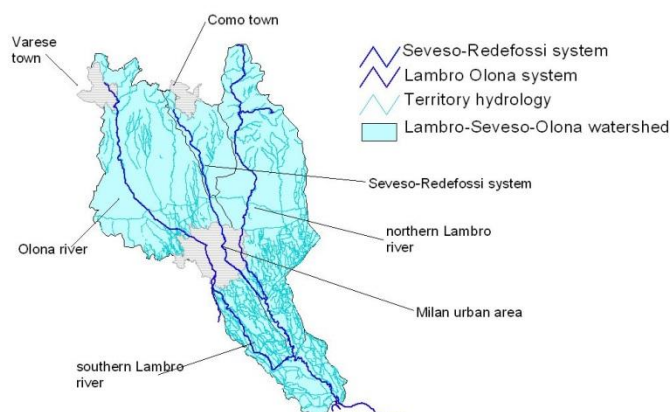 Varese
town
Como town
Seveso-Redefossi system
Lambro Olona system
Territory hydrology
Lambro-Seveso-Olona watershed
Seveso-Redefossi
system
Olona river
northern Lambro
river
Milan urban area
southern Lambro
river